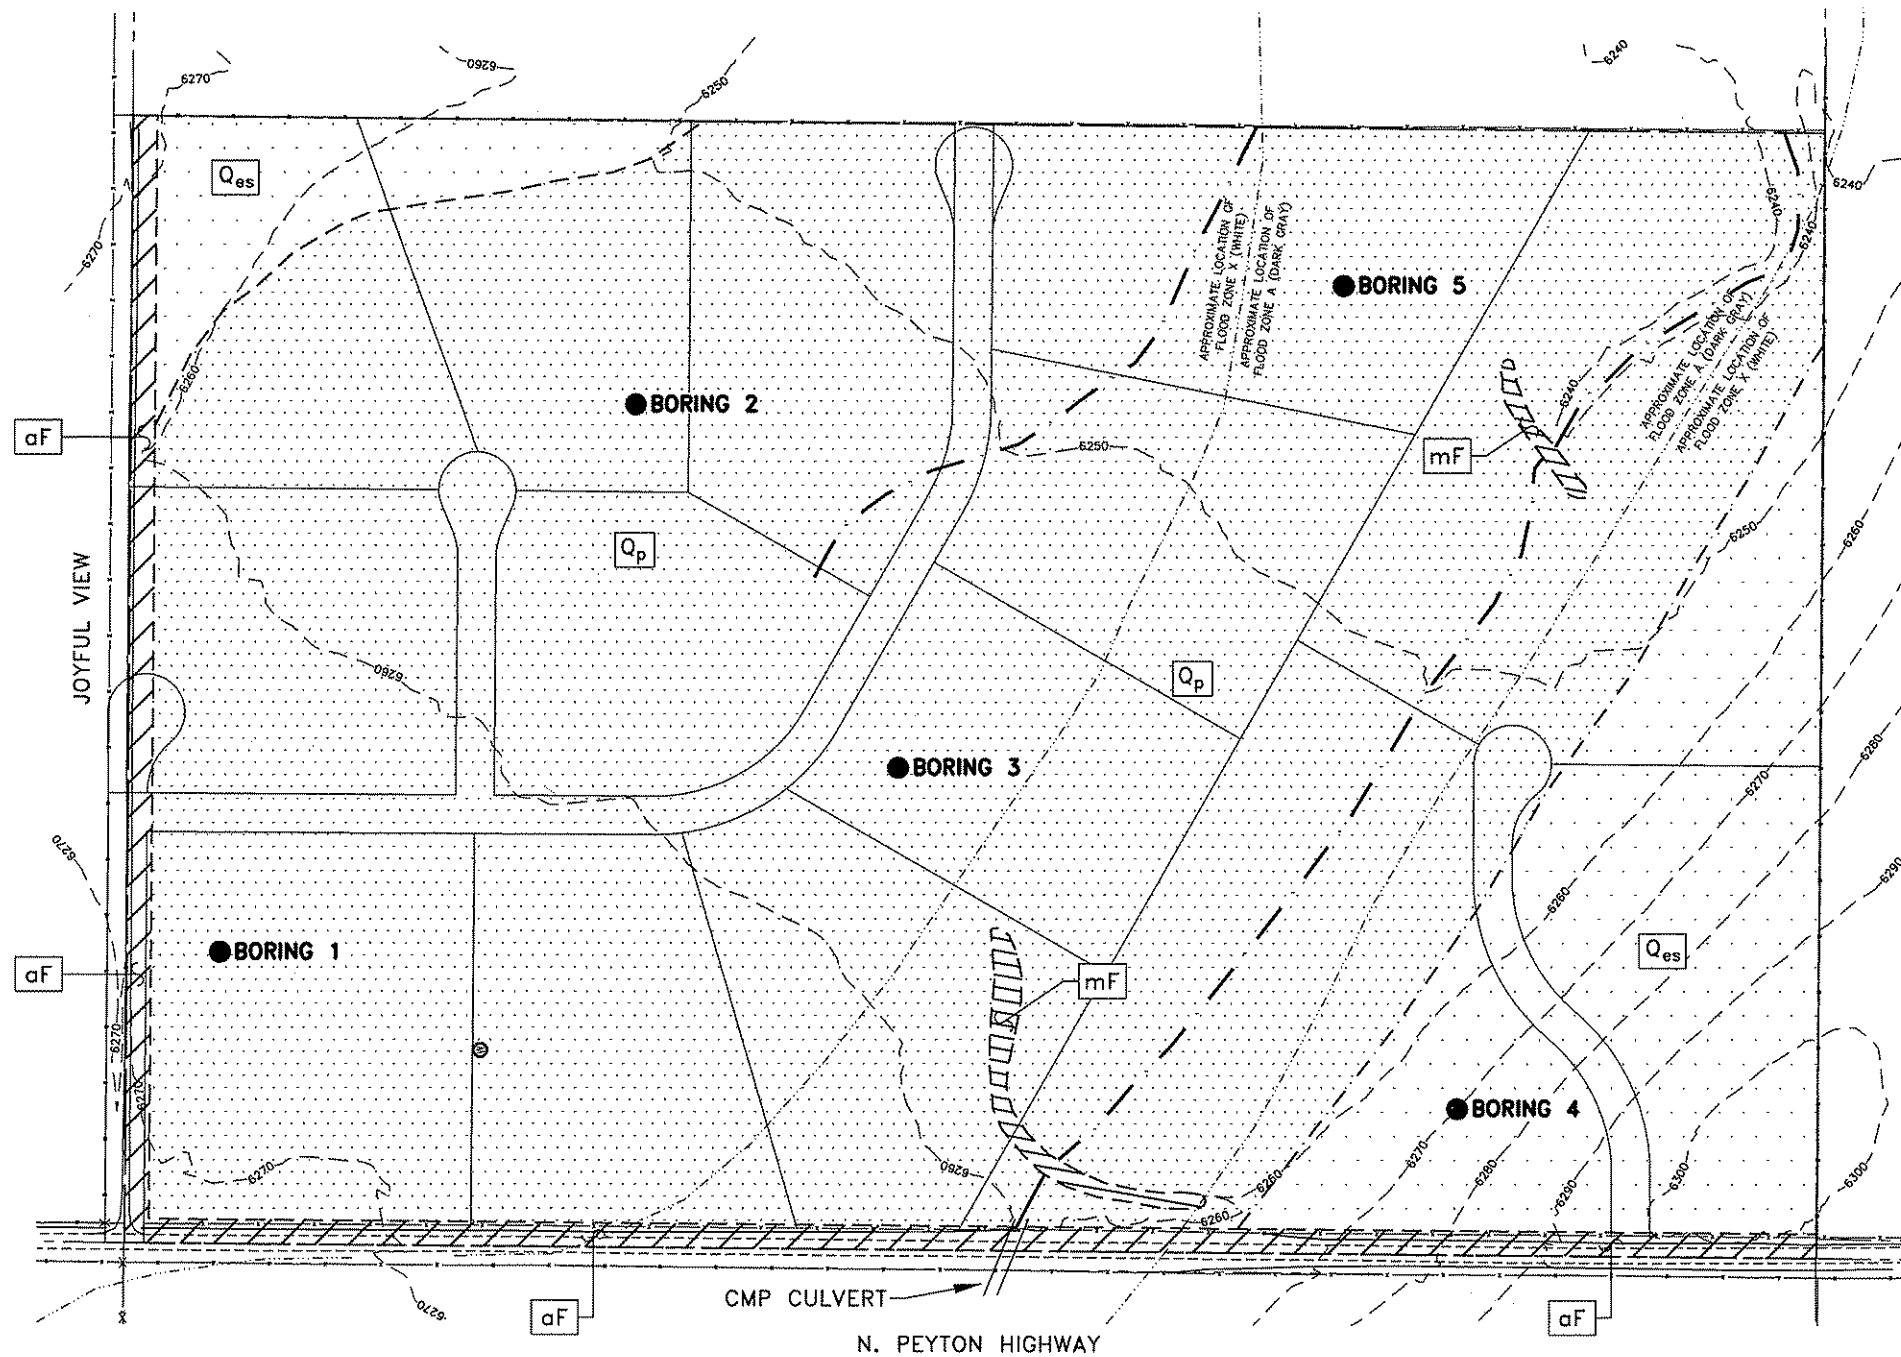 6270
6260
6250
6240
Qes
6240
6240
6240
6270
APPROXIMATE LOCATION OF
FLOOD ZONE X (WHITE)
APPROXIMATE LOCATION OF
FLOOD ZONE A (DARK GRAY)
BORING 5
APPROXIMATE LOCATION OF
FLOOD ZONE A (DARK GRAY)
APPROXIMATE LOCATION OF
FLOOD ZONE X (WHITE)
6260
6240
BORING 2
aF
6250
mF
6250
6260
Qp
JOYFUL VIEW
6260
Qp
6280
BORING 3
6270
6270
6290
6260
BORING 1
Qes
aF
mF
6270
6270
BORING 4
6270
6260
6270
6280
6260
6290
6300
6300
6260
6270
CMP CULVERT
aF
aF
N. PEYTON HIGHWAY